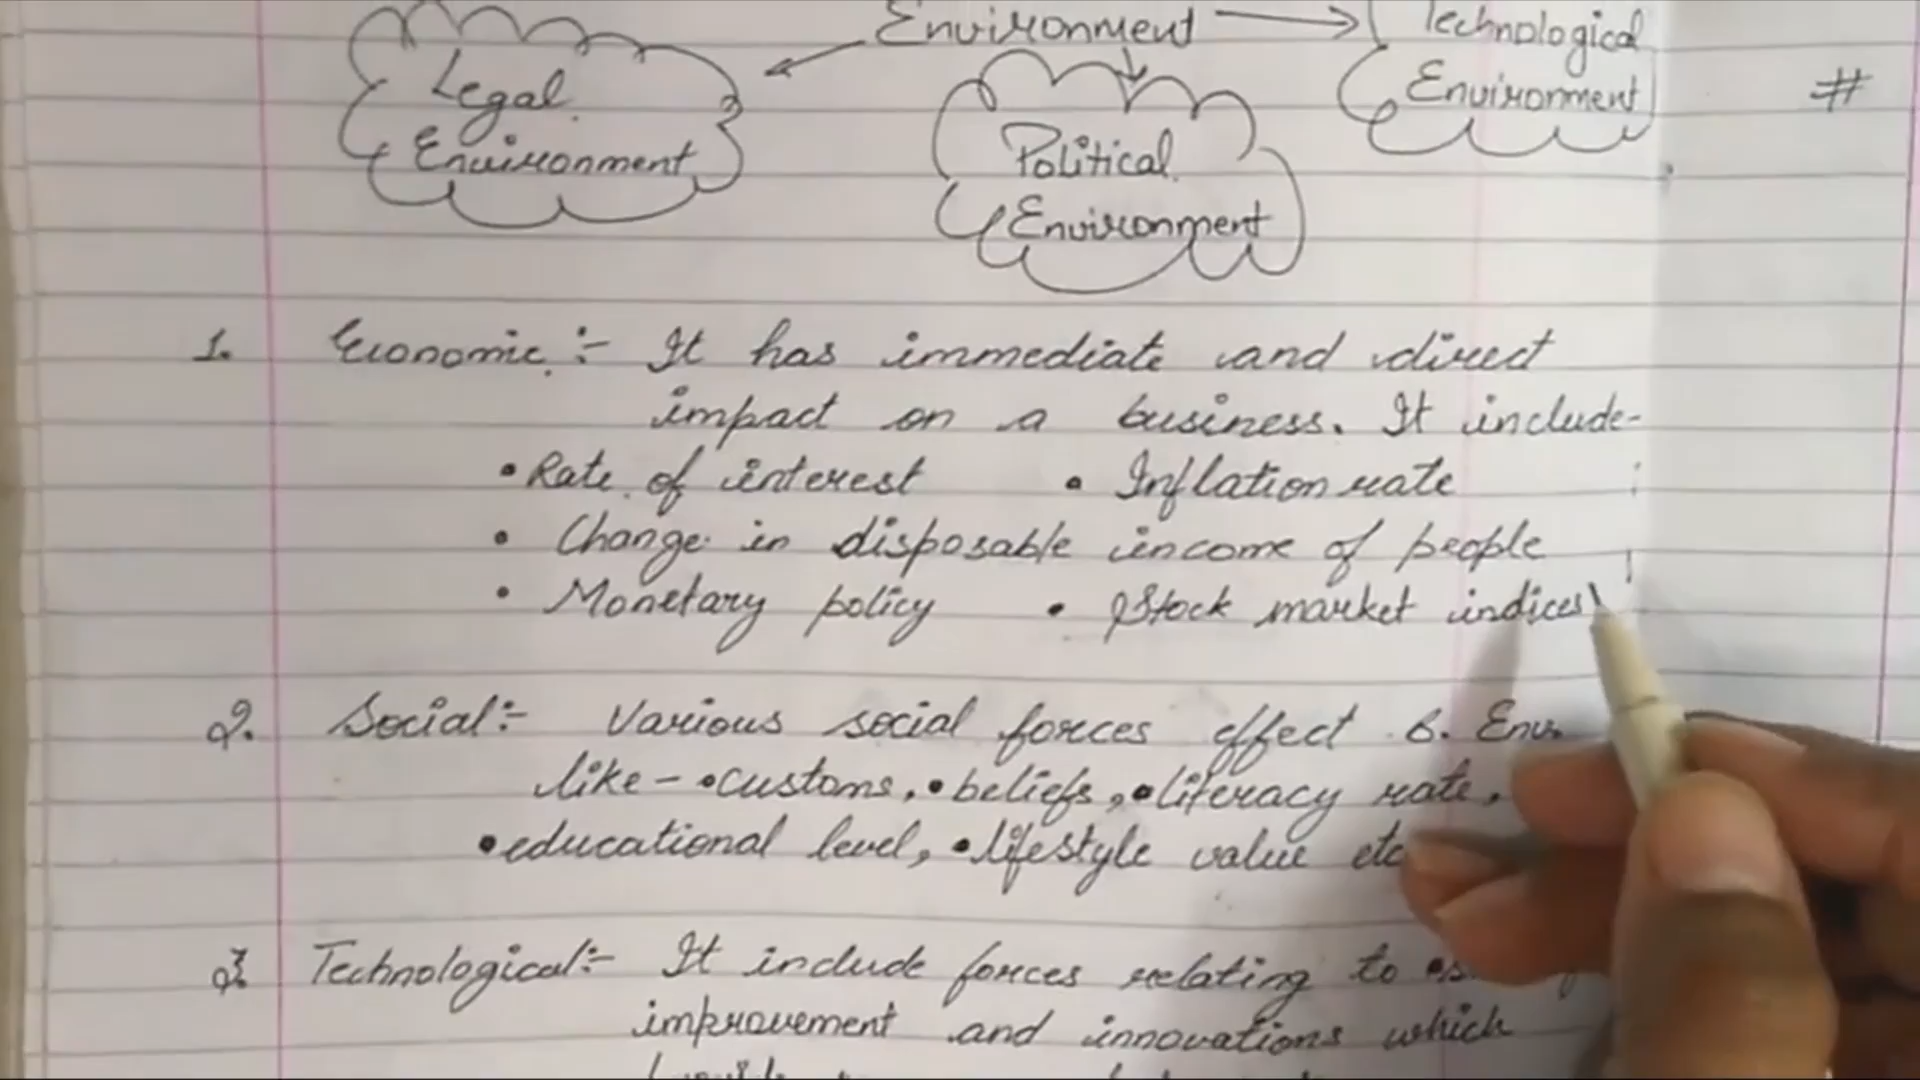 Environment
Technological
Environment
#
Legal
Environment
Political
Environment
1. Economic :- It has immediate and direct
impact on a business. It include-
• Rate of interest • Inflation rate
• Change in disposable income of people
• Monetary policy • Stock market indices
2. Social :- Various social forces effect B. Env.
like - • customs, • beliefs, • literacy rate,
• educational level, • lifestyle value etc
3. Technological :- It include forces relating to
improvement and innovations which